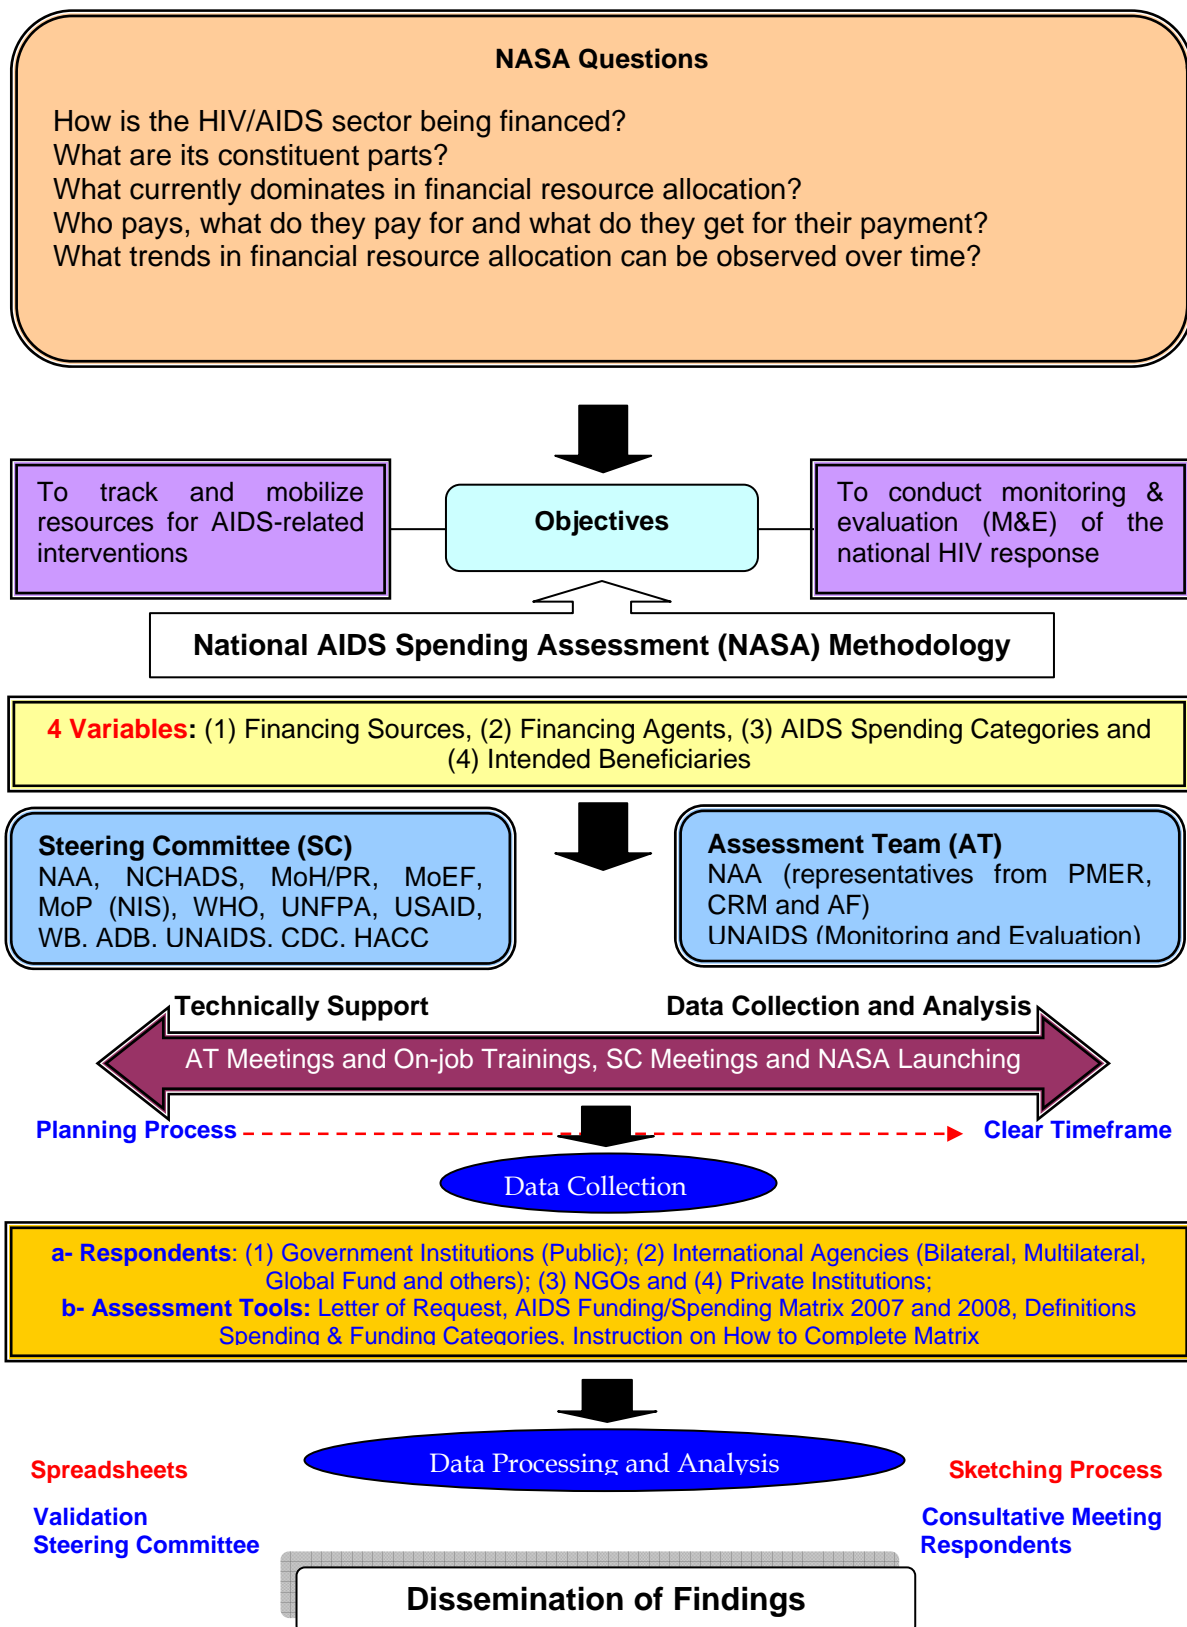 NASA Questions
How is the HIV/AIDS sector being financed?
What are its constituent parts?
What currently dominates in financial resource allocation?
Who pays, what do they pay for and what do they get for their payment?
What trends in financial resource allocation can be observed over time?
To track and mobilize
resources for AIDS-related
interventions
Objectives
To conduct monitoring &
evaluation (M&E) of the
national HIV response
National AIDS Spending Assessment (NASA) Methodology
4 Variables: (1) Financing Sources, (2) Financing Agents, (3) AIDS Spending Categories and
(4) Intended Beneficiaries
Steering Committee (SC)
NAA, NCHADS, MoH/PR, MoEF,
MoP (NIS), WHO, UNFPA, USAID,
WB, ADB, UNAIDS, CDC, HACC
Assessment Team (AT)
NAA (representatives from PMER,
CRM and AF)
UNAIDS (Monitoring and Evaluation)
Technically Support
Data Collection and Analysis
AT Meetings and On-job Trainings, SC Meetings and NASA Launching
Planning Process
Clear Timeframe
Data Collection
a- Respondents: (1) Government Institutions (Public); (2) International Agencies (Bilateral, Multilateral,
Global Fund and others); (3) NGOs and (4) Private Institutions;
b- Assessment Tools: Letter of Request, AIDS Funding/Spending Matrix 2007 and 2008, Definitions
Spending & Funding Categories, Instruction on How to Complete Matrix
Data Processing and Analysis
Spreadsheets
Sketching Process
Validation
Steering Committee
Consultative Meeting
Respondents
Dissemination of Findings